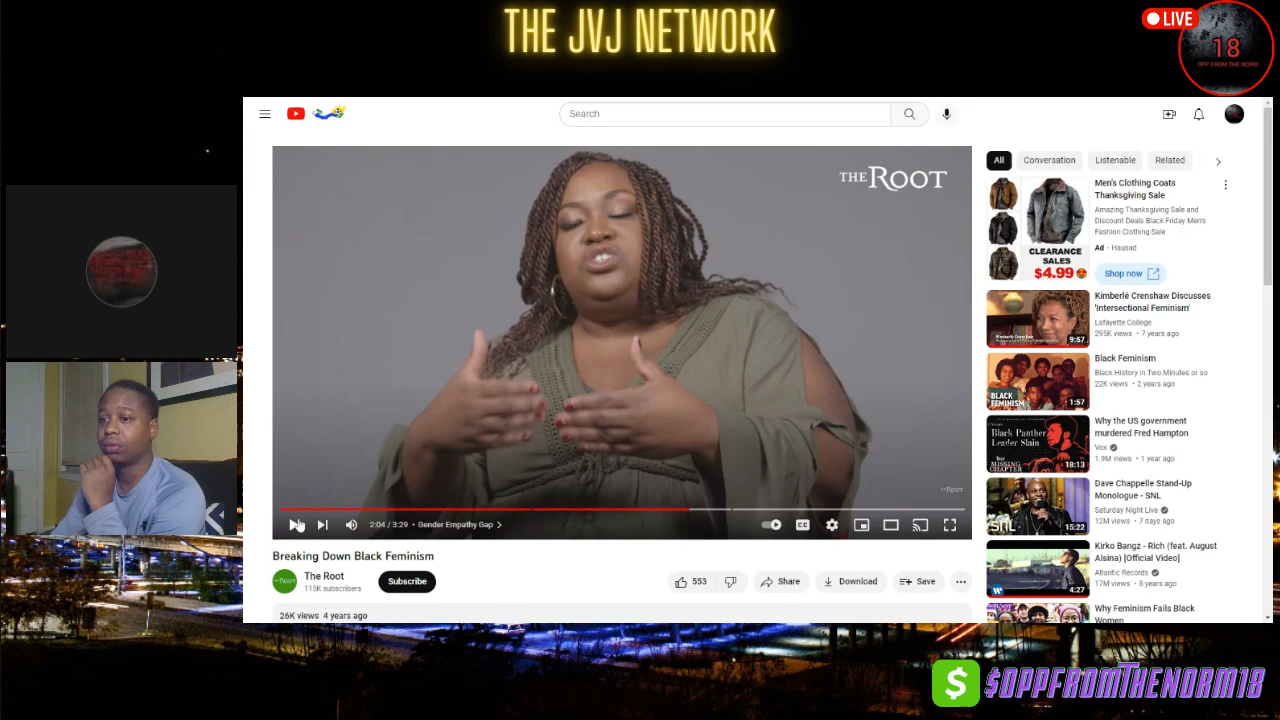 THE JVJ NETWORK
LIVE
18
OPP FROM THE NORM
Search
THE ROOT
2:04 / 3:29 • Gender Empathy Gap
CC
Breaking Down Black Feminism
The Root
115K subscribers
Subscribe
553
Share
Download
Save
26K views 4 years ago
All
Conversation
Listenable
Related
CLEARANCE
SALES
$4.99
Men's Clothing Coats
Thanksgiving Sale
Amazing Thanksgiving Sale and
Discount Deals Black Friday Men's
Fashion Clothing Sale
Ad - Hausad
Shop now
9:57
Kimberlé Crenshaw Discusses
'Intersectional Feminism'
Lafayette College
295K views • 7 years ago
BLACK
FEMINISM
1:57
Black Feminism
Black History in Two Minutes or so
22K views • 2 years ago
Black Panther
Leader Slain
Vox
MISSING
CHAPTER
18:13
Why the US government
murdered Fred Hampton
Vox
1.9M views • 1 year ago
SNL
15:22
Dave Chappelle Stand-Up
Monologue - SNL
Saturday Night Live
12M views • 7 days ago
4:27
Kirko Bangz - Rich (feat. August
Alsina) [Official Video]
Atlantic Records
17M views • 8 years ago
Why Feminism Fails Black
Women
$OPPFROMTHENORM18